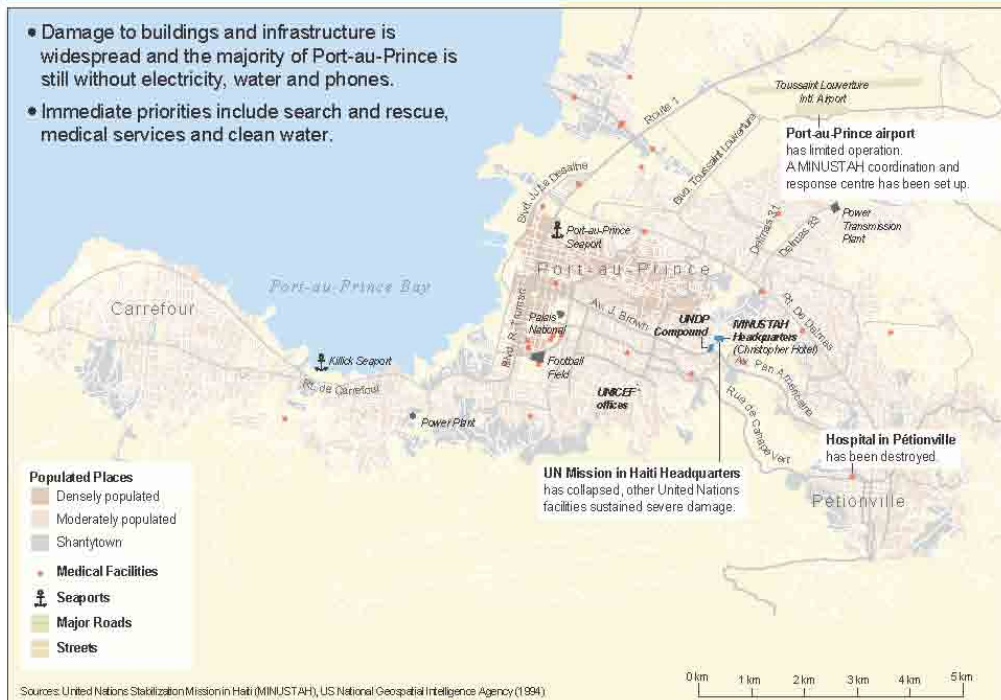 • Damage to buildings and infrastructure is
widespread and the majority of Port-au-Prince is
still without electricity, water and phones.
• Immediate priorities include search and rescue,
medical services and clean water.
Toussaint Louverture
Intl. Airport
Port-au-Prince airport
has limited operation.
A MINUSTAH coordination and
response centre has been set up.
Route 1
Blvd. Toussaint Louverture
Delmas 31
Delmas 33
Power
Transmission
Plant
Port-au-Prince
Seaport
Port-au-Prince
Carrefour
Port-au-Prince Bay
Blvd. R. Truman
Palais
National
Av. J. Brown
UNDP
Compound
MINUSTAH
Headquarters
(Christopher Hotel)
Rt. De Dalmas
Killick Seaport
Rt. de Carrefour
Football
Field
UNICEF
offices
Av. Pan Américaine
Rua de Canape Vert
Power Plant
Hospital in Pétionville
has been destroyed.
UN Mission in Haiti Headquarters
has collapsed, other United Nations
facilities sustained severe damage.
Pétionville
Populated Places
Densely populated
Moderately populated
Shantytown
Medical Facilities
Seaports
Major Roads
Streets
0 km
1 km
2 km
3 km
4 km
5 km
Sources: United Nations Stabilization Mission in Haiti (MINUSTAH), US National Geospatial Intelligence Agency (1994)